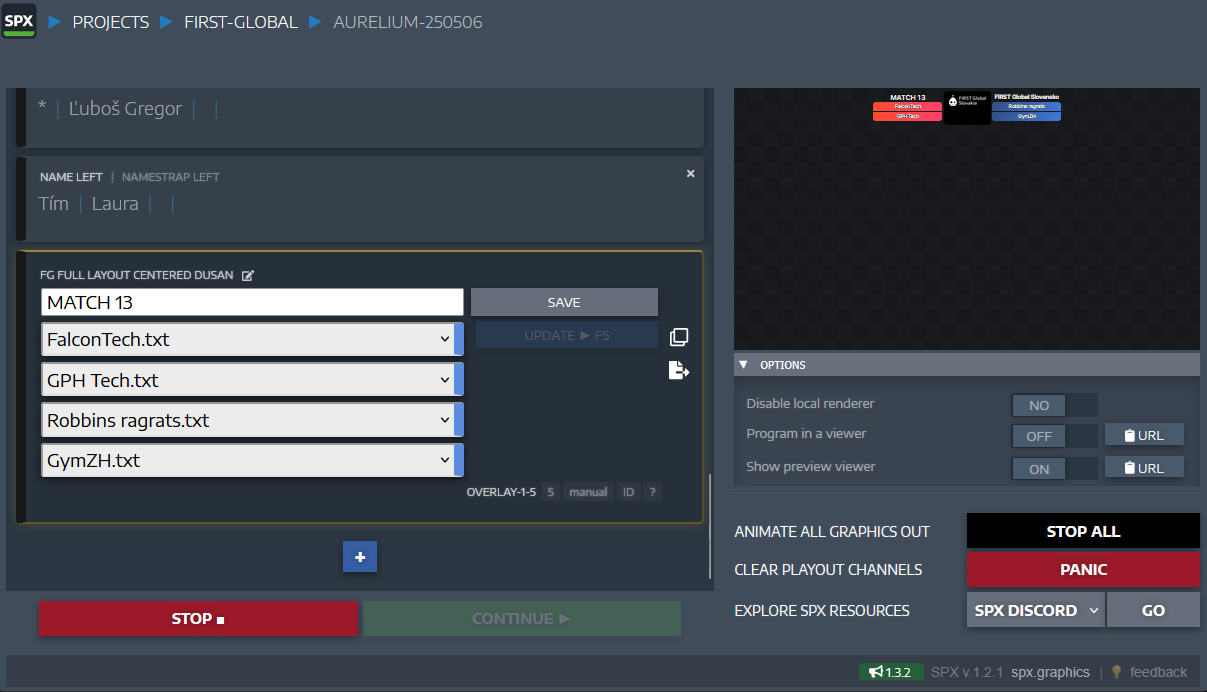 SPX PROJECTS FIRST-GLOBAL AURELIUM-250506
* | Ľuboš Gregor | |
NAME LEFT | NAMESTRAP LEFT
Tím | Laura | |
FG FULL LAYOUT CENTERED DUSAN
MATCH 13
SAVE
FalconTech.txt
UPDATE ► F5
GPH Tech.txt
Robbins ragrats.txt
GymZH.txt
OVERLAY-1-5 5 manual ID ?
+
STOP ■ CONTINUE ►
MATCH 13
FalconTech
GPH Tech
FIRST Global
Slovakia
FIRST Global Slovensko
Robbins ragrats
GymZH
▼ OPTIONS
Disable local renderer NO
Program in a viewer OFF URL
Show preview viewer ON URL
ANIMATE ALL GRAPHICS OUT STOP ALL
CLEAR PLAYOUT CHANNELS PANIC
EXPLORE SPX RESOURCES SPX DISCORD GO
1.3.2 SPX v.1.2.1 spx.graphics | feedback